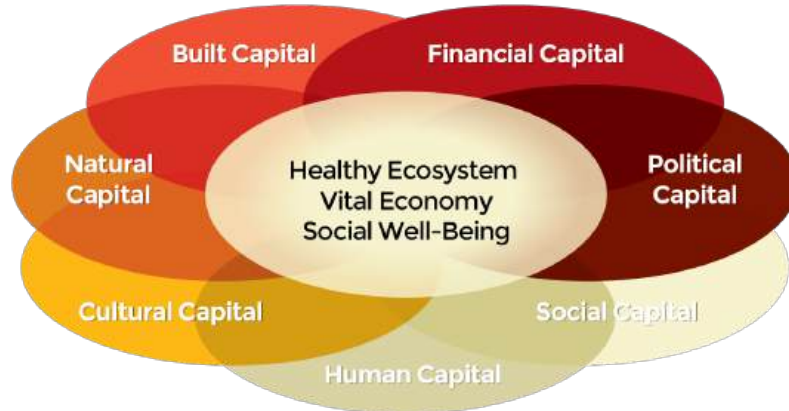 Built Capital
Financial Capital
Natural
Capital
Healthy Ecosystem
Vital Economy
Social Well-Being
Political
Capital
Cultural Capital
Social Capital
Human Capital